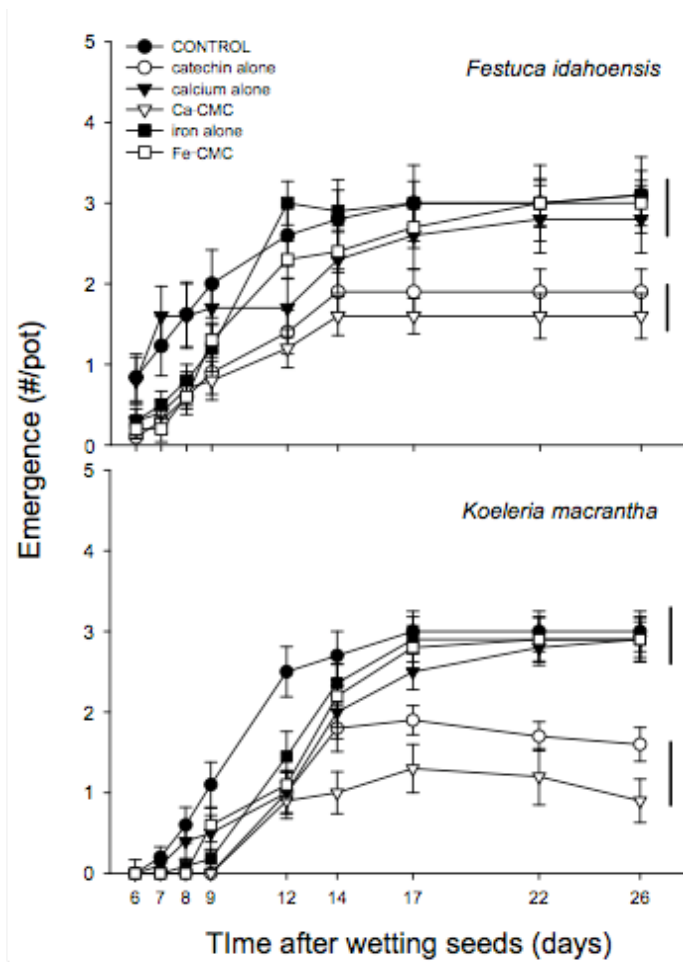 5
CONTROL
catechin alone
calcium alone
Ca-CMC
iron alone
Fe-CMC
Festuca idahoensis
4
3
2
1
0
Emergence (#/pot)
5
Koeleria macrantha
4
3
2
1
0
6 7 8 9 12 14 17 22 26
TIme after wetting seeds (days)